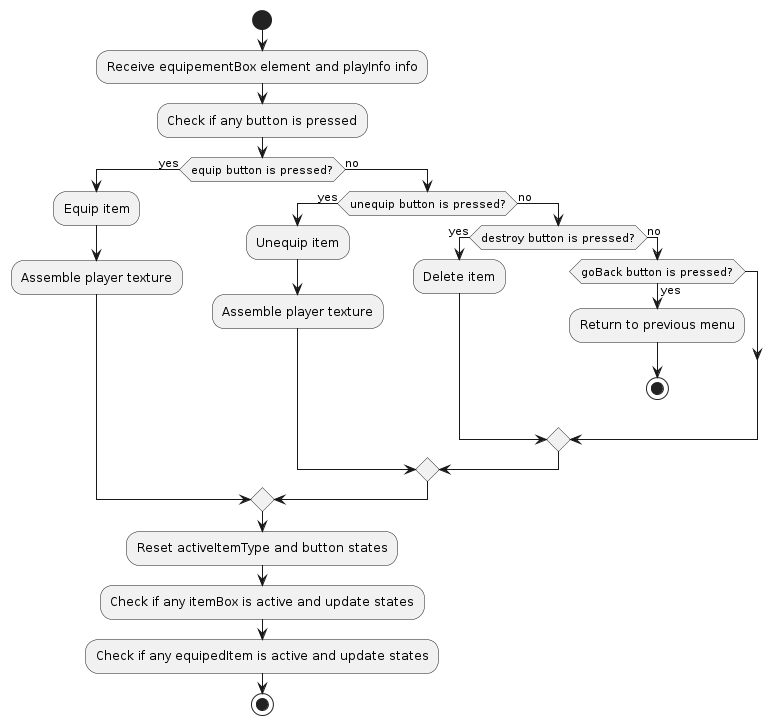 Receive equipementBox element and playInfo info
Check if any button is pressed
yes
equip button is pressed?
no
Equip item
Assemble player texture
yes
unequip button is pressed?
no
Unequip item
Assemble player texture
yes
destroy button is pressed?
no
Delete item
goBack button is pressed?
yes
Return to previous menu
Reset activeItemType and button states
Check if any itemBox is active and update states
Check if any equipedItem is active and update states